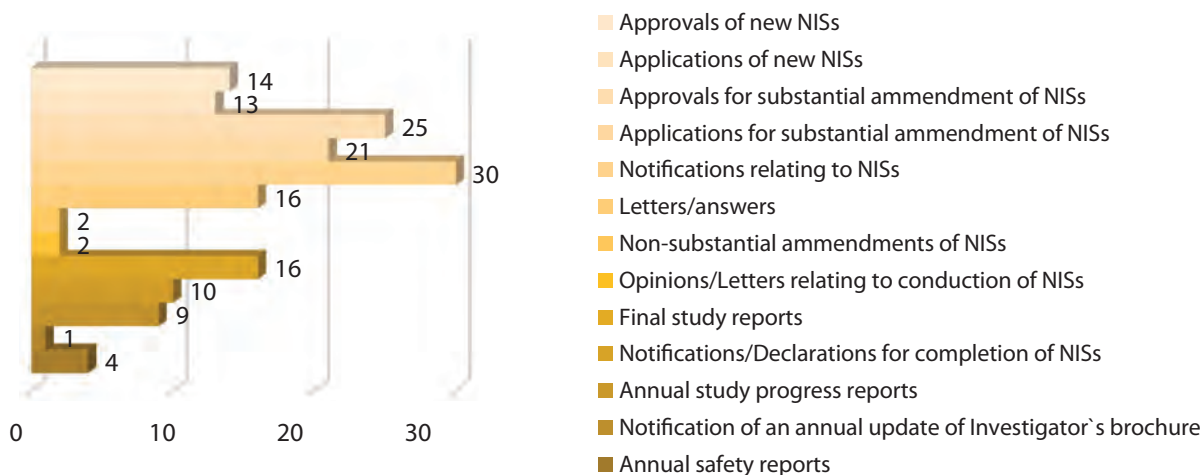 14
13
25
21
30
16
2
2
16
10
9
1
4
0 10 20 30
Approvals of new NISs
Applications of new NISs
Approvals for substantial ammendment of NISs
Applications for substantial ammendment of NISs
Notifications relating to NISs
Letters/answers
Non-substantial ammendments of NISs
Opinions/Letters relating to conduction of NISs
Final study reports
Notifications/Declarations for completion of NISs
Annual study progress reports
Notification of an annual update of Investigator`s brochure
Annual safety reports